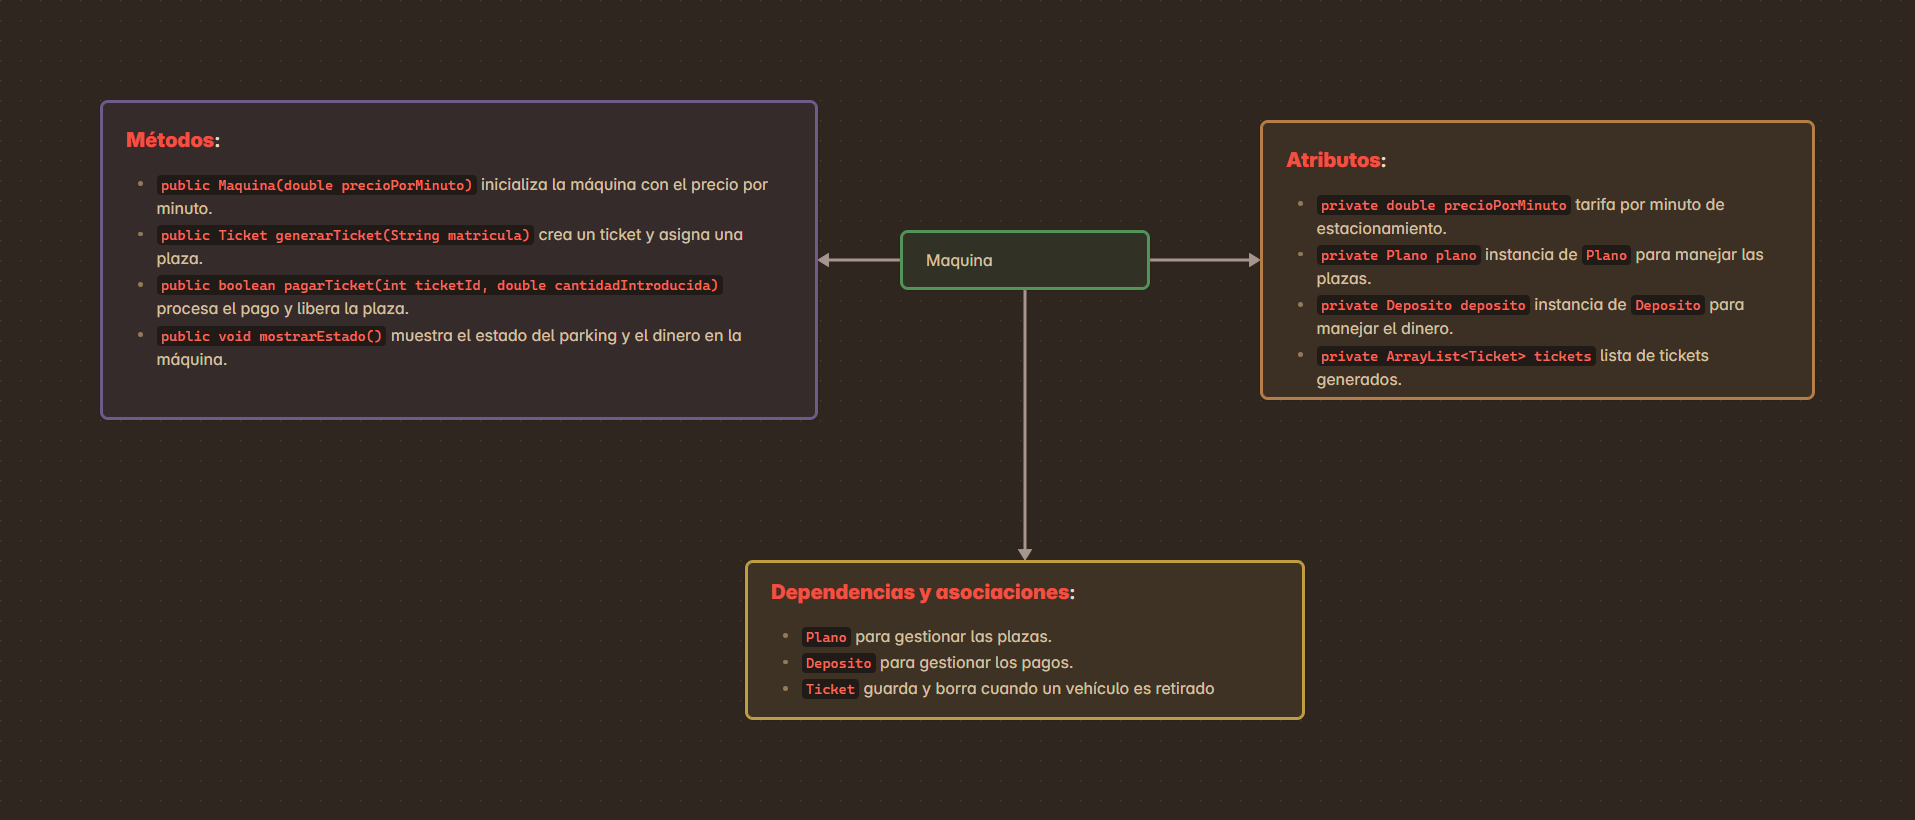 Métodos:
public Maquina(double precioPorMinuto) inicializa la máquina con el precio por
minuto.
public Ticket generarTicket(String matricula) crea un ticket y asigna una
plaza.
public boolean pagarTicket(int ticketId, double cantidadIntroducida)
procesa el pago y libera la plaza.
public void mostrarEstado() muestra el estado del parking y el dinero en la
máquina.
Maquina
Atributos:
private double precioPorMinuto tarifa por minuto de
estacionamiento.
private Plano plano instancia de Plano para manejar las
plazas.
private Deposito deposito instancia de Deposito para
manejar el dinero.
private ArrayList<Ticket> tickets lista de tickets
generados.
Dependencias y asociaciones:
Plano para gestionar las plazas.
Deposito para gestionar los pagos.
Ticket guarda y borra cuando un vehículo es retirado